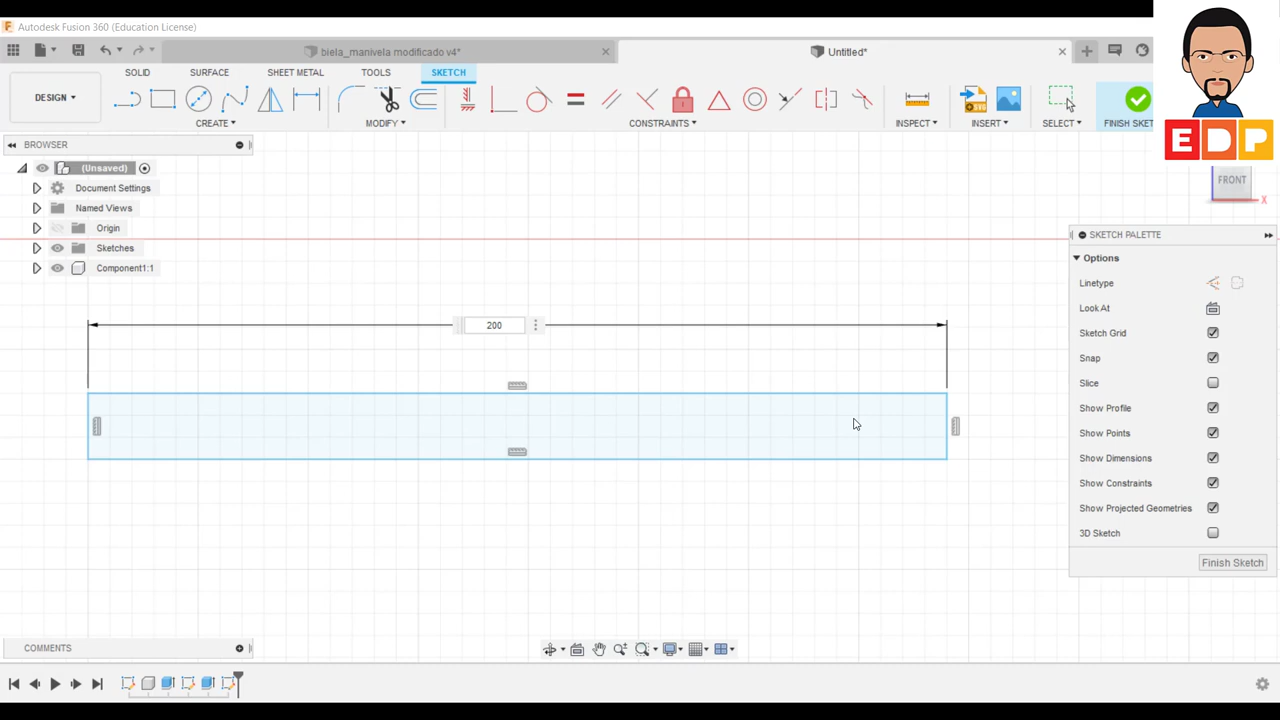 Autodesk Fusion 360 (Education License)
biela_manivela modificado v4*
Untitled*
SOLID SURFACE SHEET METAL TOOLS SKETCH
DESIGN
CREATE MODIFY CONSTRAINTS INSPECT INSERT SELECT FINISH SKET
EDP
BROWSER
(Unsaved)
Document Settings
Named Views
Origin
Sketches
Component1:1
FRONT
X
200
SKETCH PALETTE
Options
Linetype
Look At
Sketch Grid
Snap
Slice
Show Profile
Show Points
Show Dimensions
Show Constraints
Show Projected Geometries
3D Sketch
Finish Sketch
COMMENTS